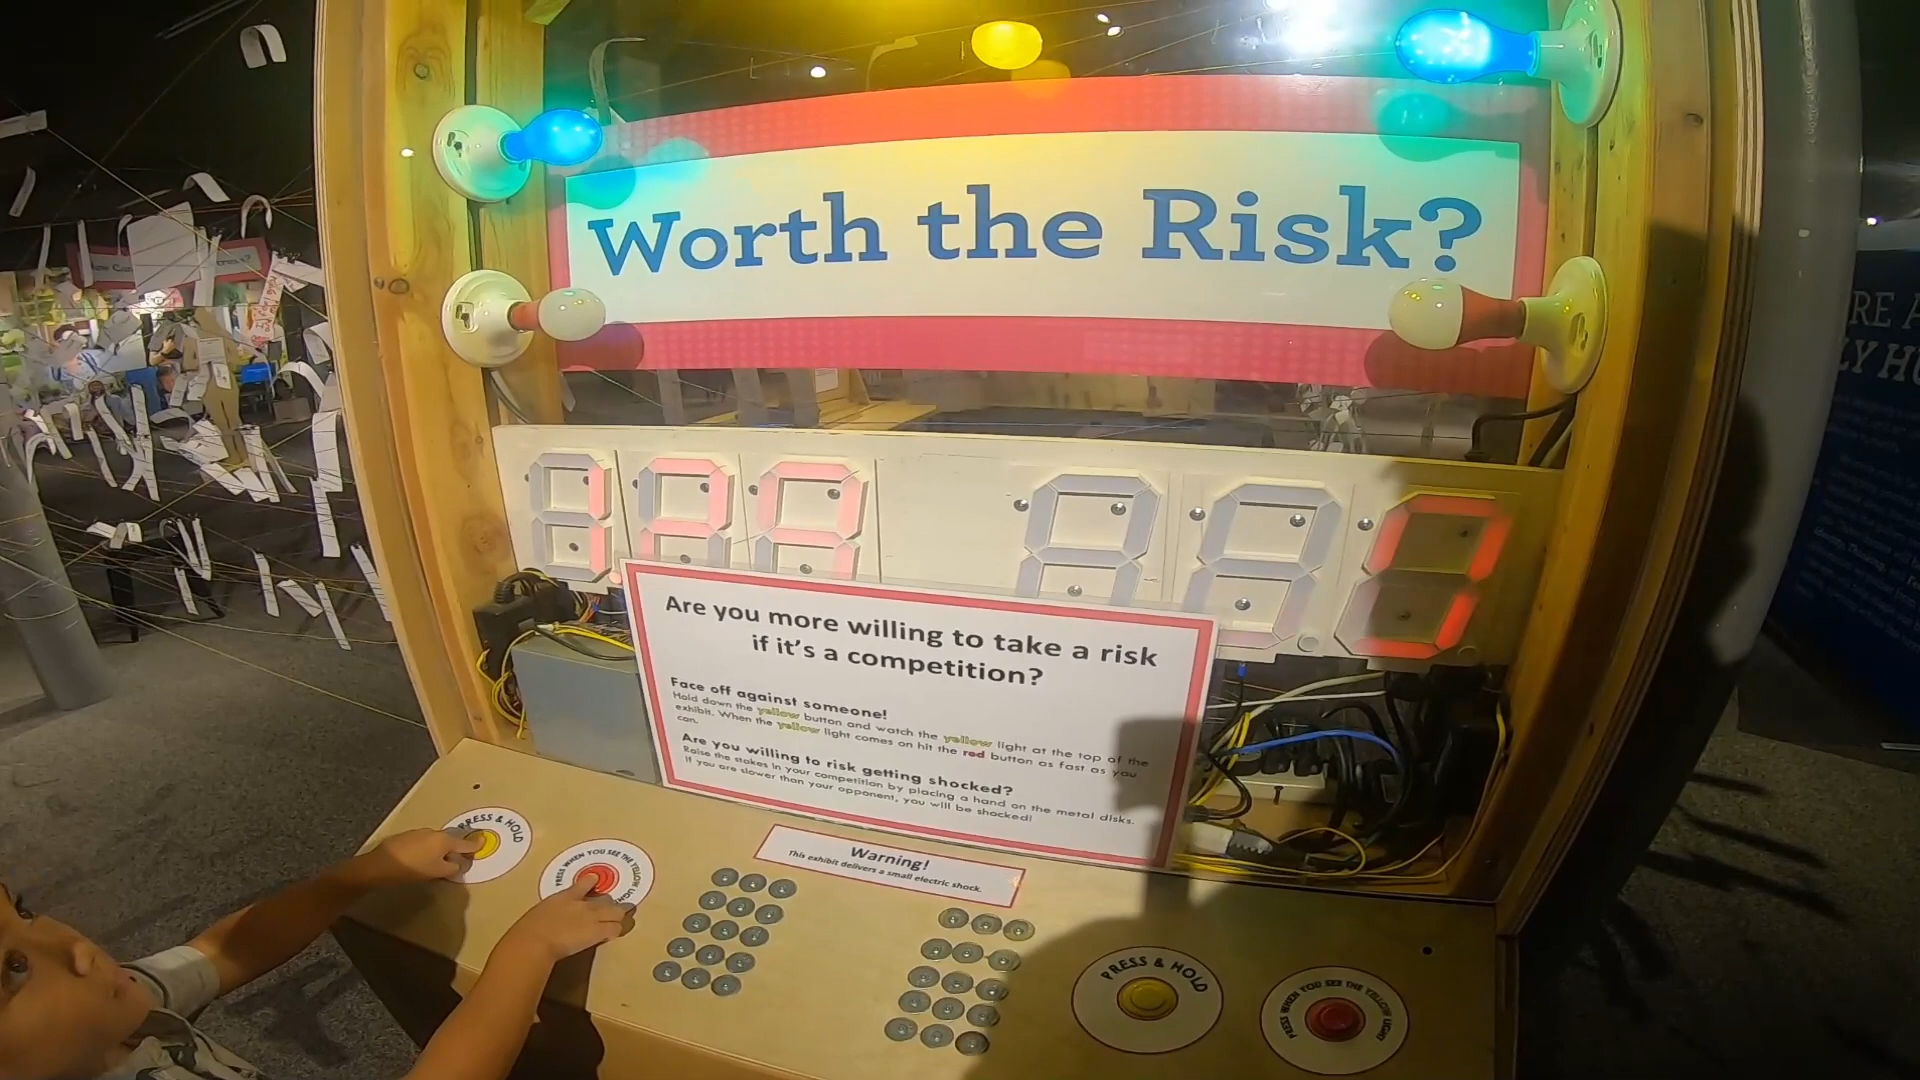 Worth the Risk?
Are you more willing to take a risk
if it's a competition?
Face off against someone!
Hold down the yellow button and watch the yellow light at the top of the
exhibit. When the yellow light comes on hit the red button as fast as you
can.
Are you willing to risk getting shocked?
Raise the stakes in your competition by placing a hand on the metal disks.
If you are slower than your opponent, you will be shocked!
Warning!
This exhibit delivers a small electric shock.
PRESS & HOLD
PRESS WHEN YOU SEE THE YELLOW LIGHT
PRESS & HOLD
PRESS WHEN YOU SEE THE YELLOW LIGHT
RE A
LY H